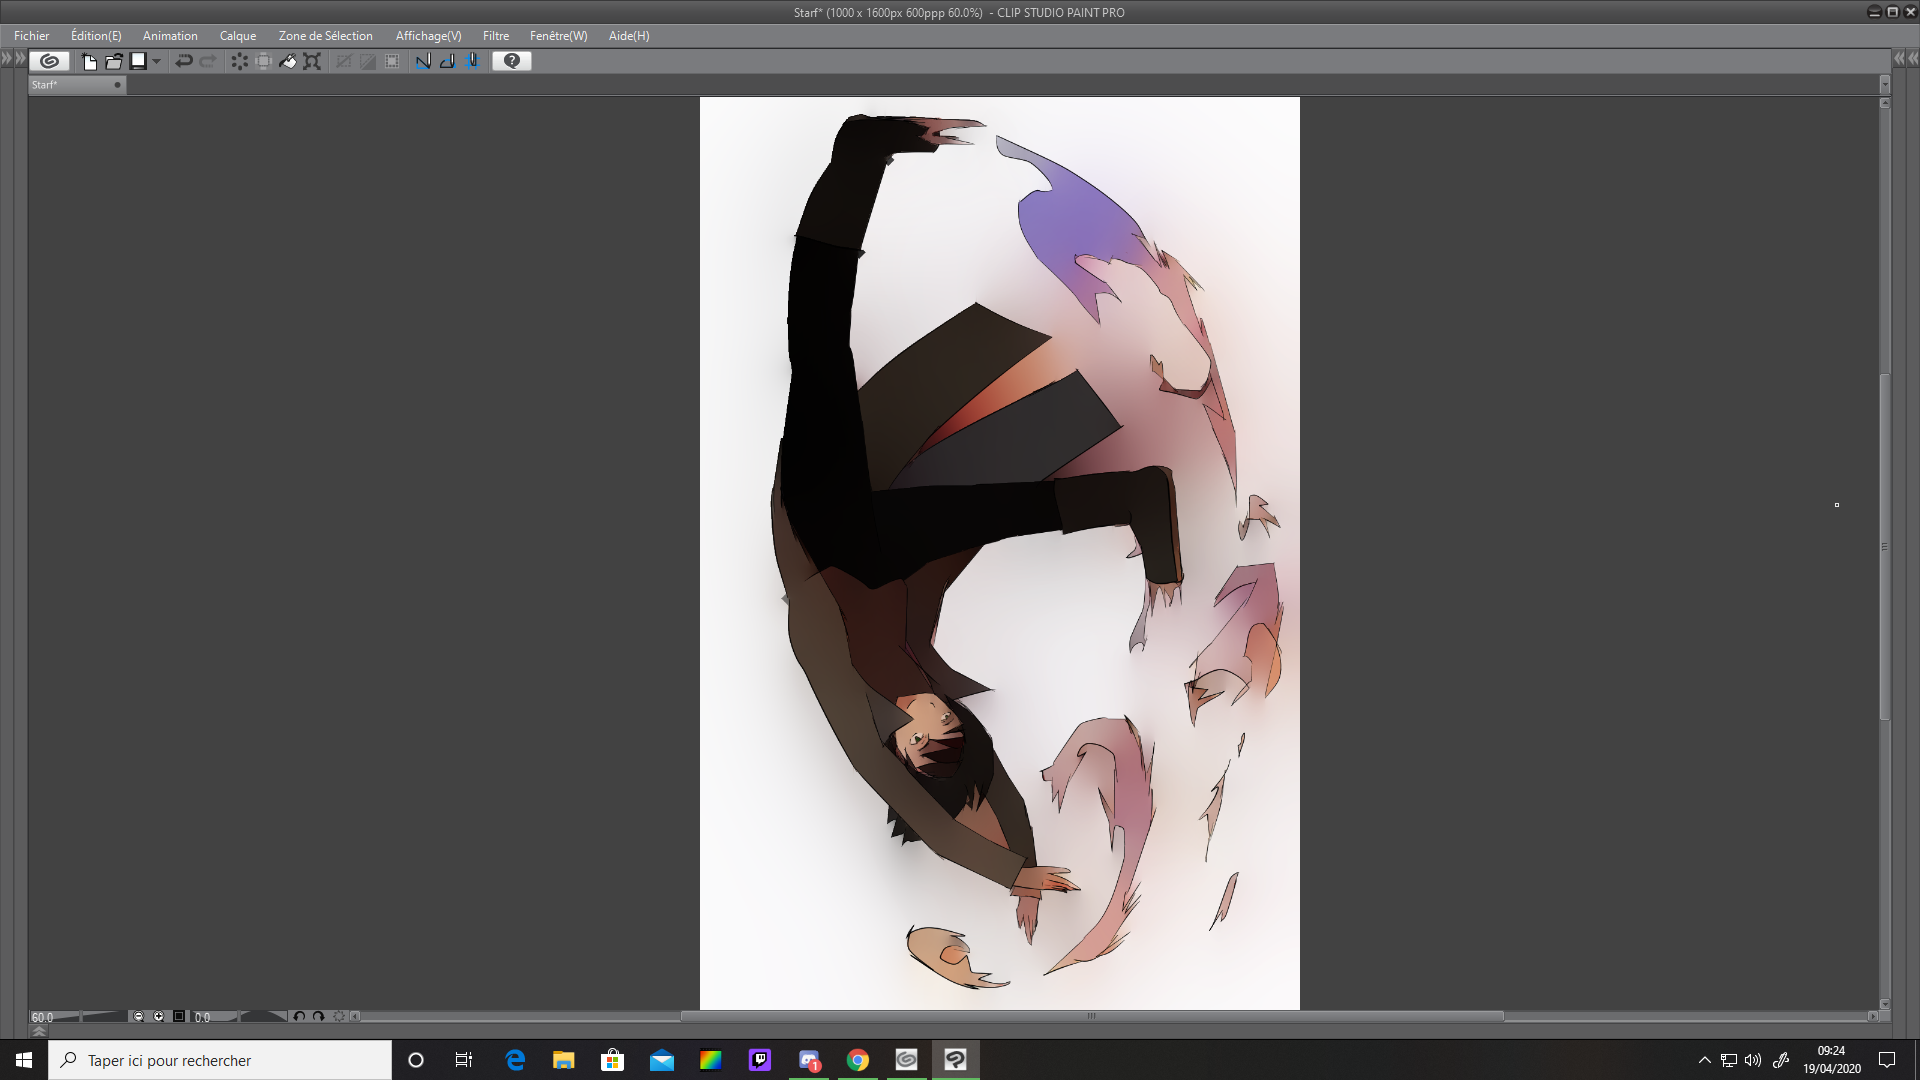 Starf* (1000 x 1600px 600ppp 60.0%) - CLIP STUDIO PAINT PRO
Fichier Édition(E) Animation Calque Zone de Sélection Affichage(V) Filtre Fenêtre(W) Aide(H)
Starf*
60.0 0.0
Taper ici pour rechercher
1
09:24
19/04/2020